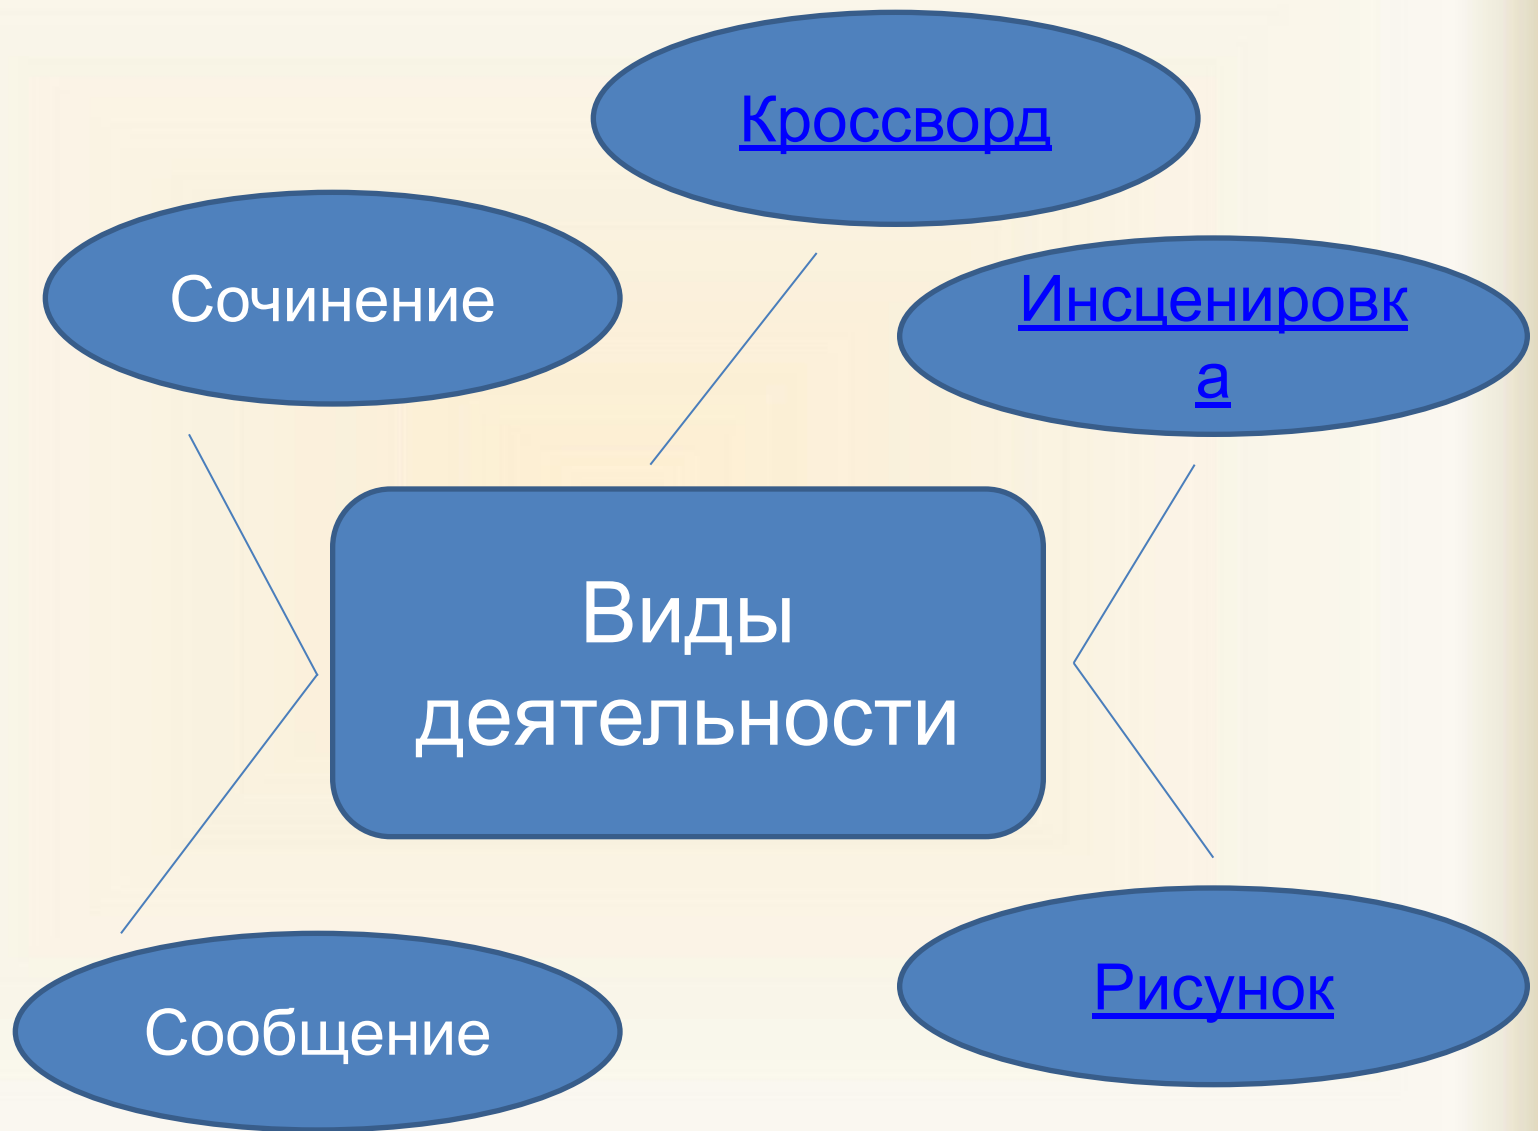 Кроссворд
Сочинение
Инсценировк
а
Виды
деятельности
Рисунок
Сообщение